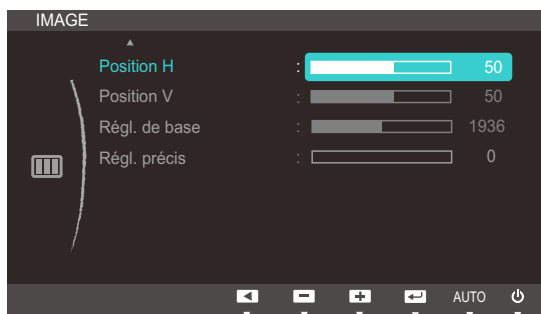 IMAGE
Position H : 50
Position V : 50
Régl. de base : 1936
Régl. précis : 0
AUTO